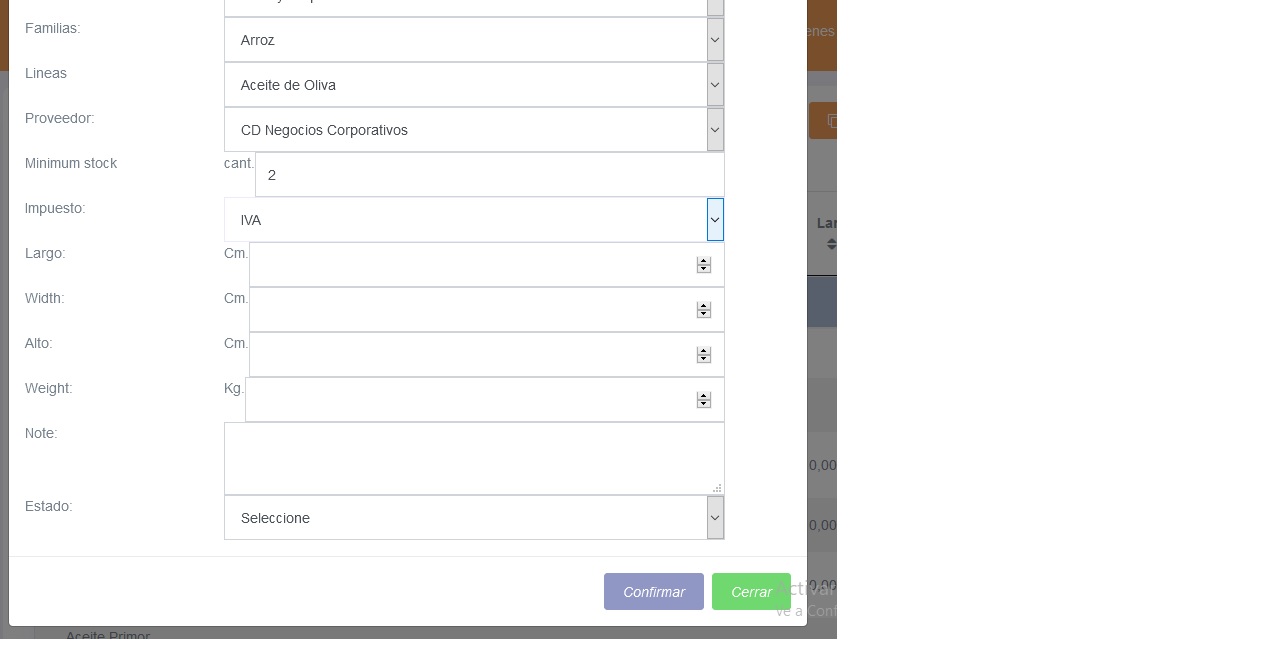 enes
Familias:
Arroz
Lineas
Aceite de Oliva
Proveedor:
CD Negocios Corporativos
Minimum stock
cant.
2
Impuesto:
IVA
Lar
Largo:
Cm.
Width:
Cm.
Alto:
Cm.
Weight:
Kg.
Note:
0,00
Estado:
Seleccione
0,00
Confirmar
Cerrar
0,00
Activar
Ve a Conf
Aceite Primor